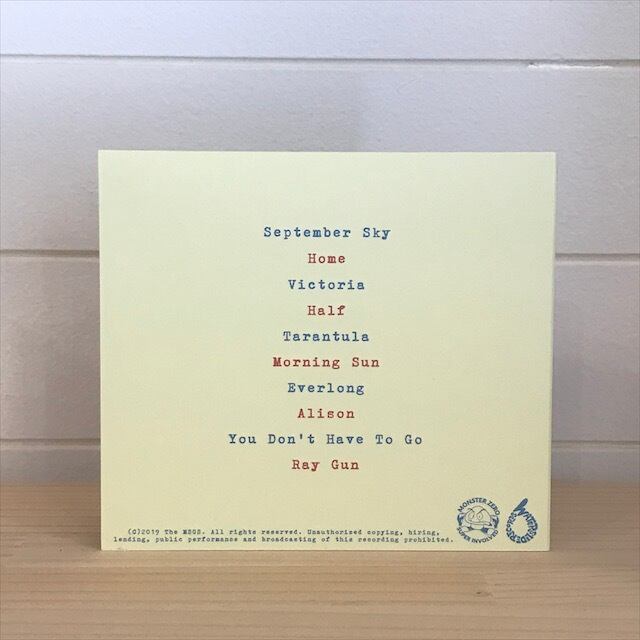 September Sky
Home
Victoria
Half
Tarantula
Morning Sun
Everlong
Alison
You Don't Have To Go
Ray Gun
(C)2019 The MSGS. All rights reserved. Unauthorized copying, hiring,
lending, public performance and broadcasting of this recording prohibited.
MONSTER ZERO
SUPER INVOLVED
WATERSLIDE RECORDS